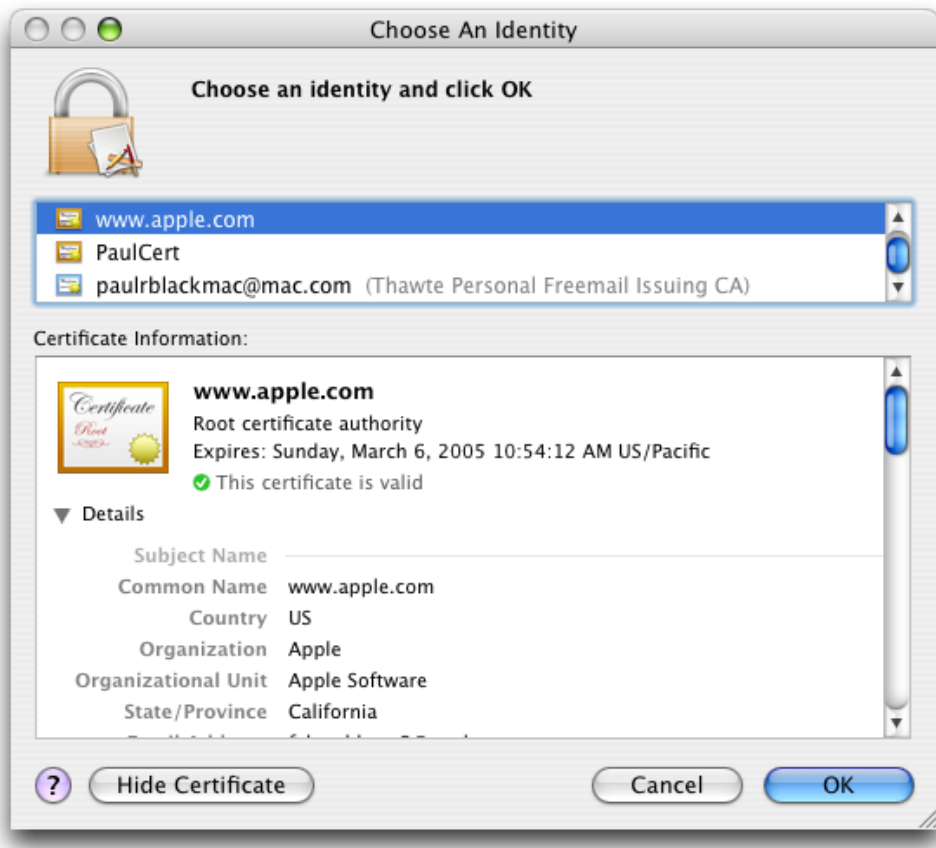 Choose An Identity
Choose an identity and click OK
www.apple.com
PaulCert
paulrblackmac@mac.com (Thawte Personal Freemail Issuing CA)
Certificate Information:
Certificate
Root
www.apple.com
Root certificate authority
Expires: Sunday, March 6, 2005 10:54:12 AM US/Pacific
This certificate is valid
Details
Subject Name
Common Name www.apple.com
Country US
Organization Apple
Organizational Unit Apple Software
State/Province California
? Hide Certificate Cancel OK